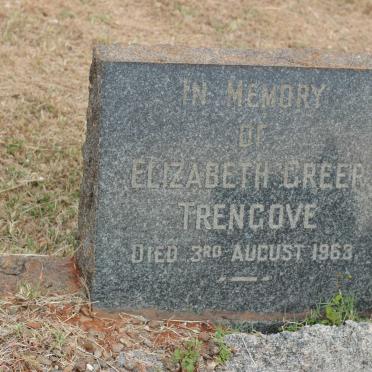 IN MEMORY
OF
ELIZABETH GREER
TRENGOVE
DIED 3RD AUGUST 1963